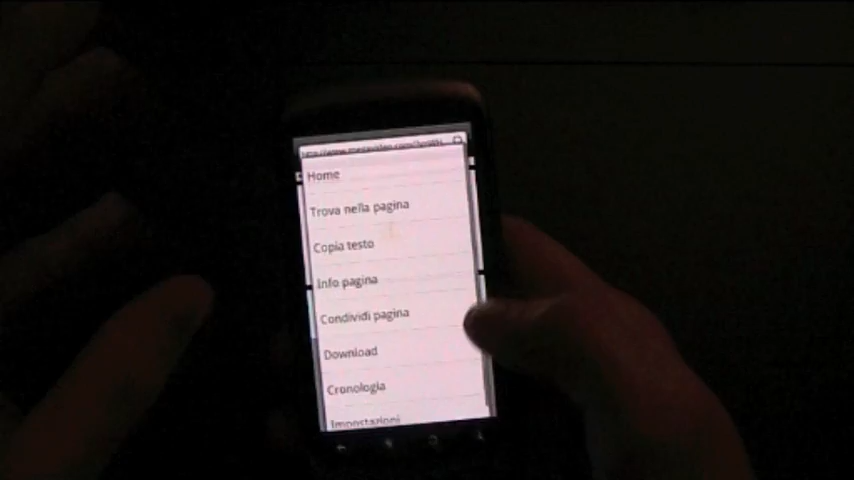 Home
Trova nella pagina
Copia testo
Info pagina
Condividi pagina
Download
Cronologia
Impostazioni